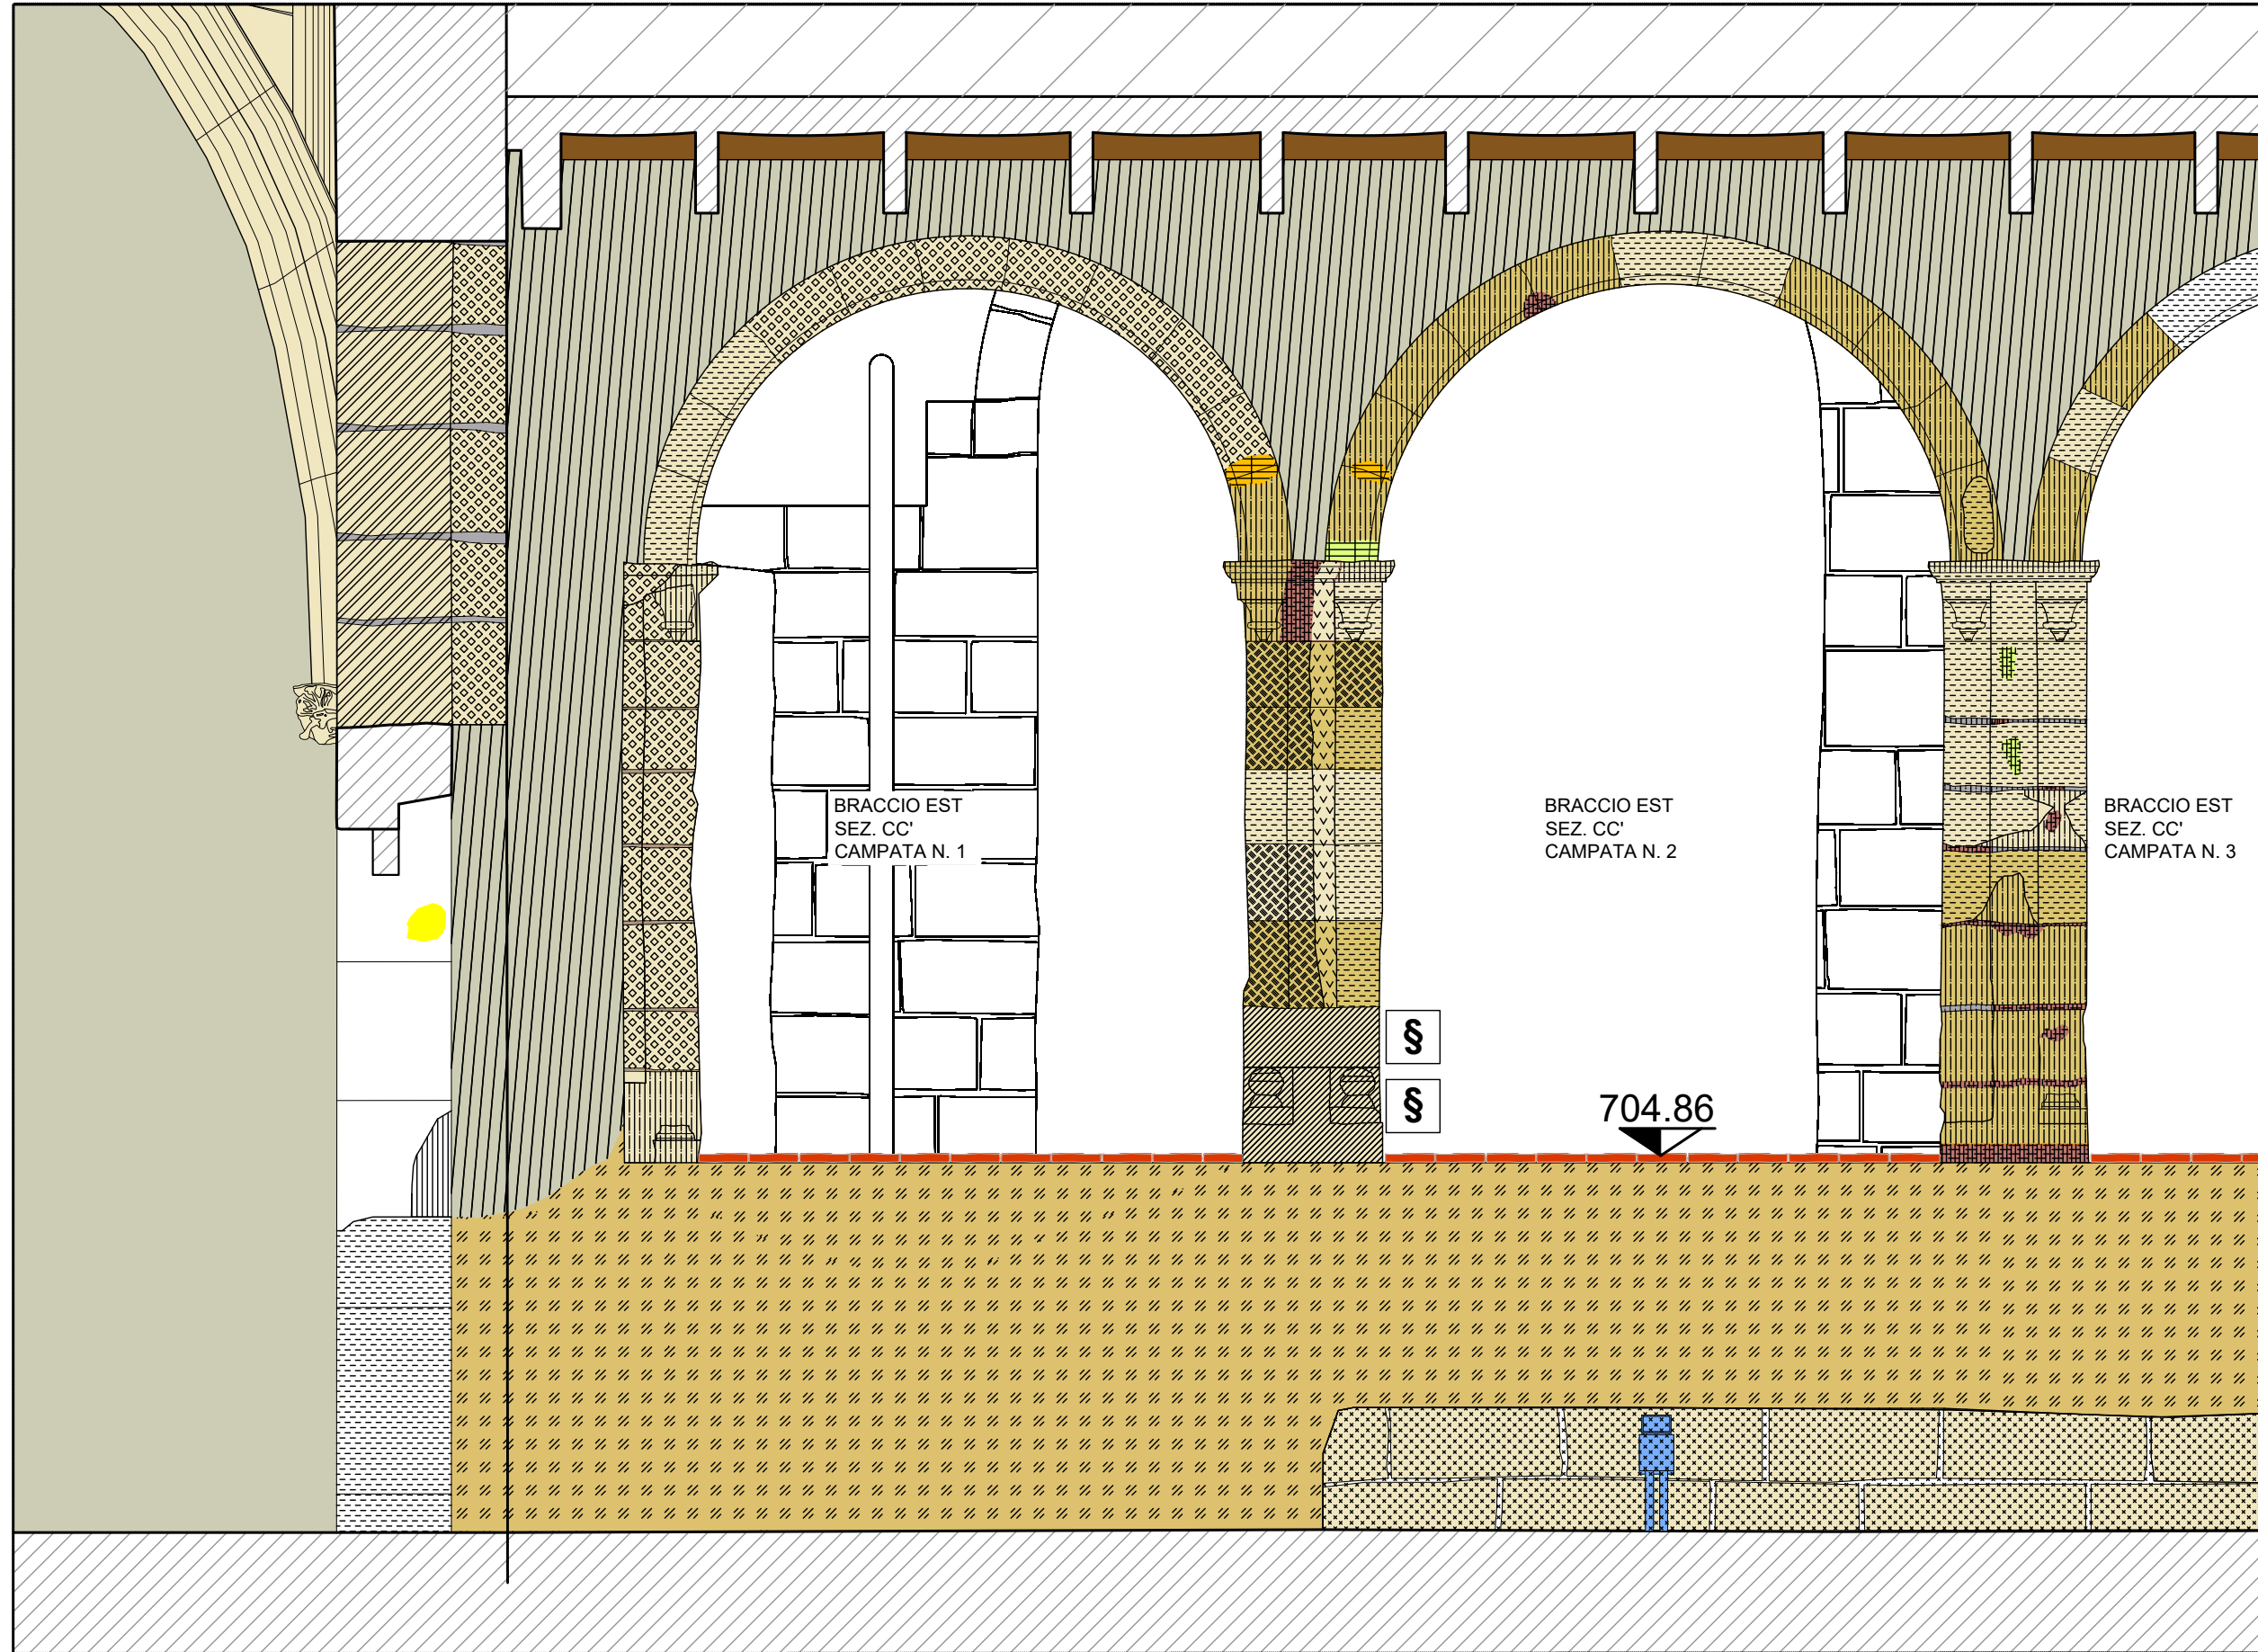 BRACCIO EST
SEZ. CC'
CAMPATA N. 1
BRACCIO EST
SEZ. CC'
CAMPATA N. 2
BRACCIO EST
SEZ. CC'
CAMPATA N. 3
§
§
704.86